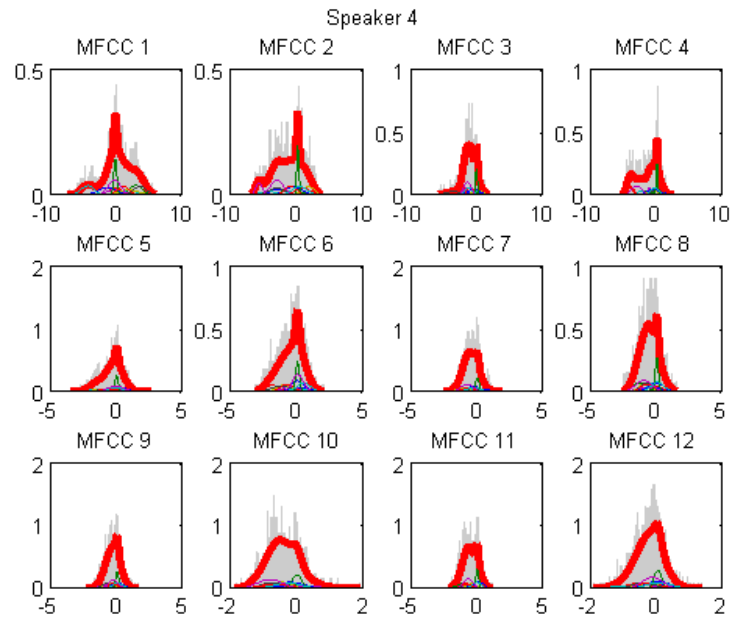 Speaker 4
MFCC 1 MFCC 2 MFCC 3 MFCC 4
0.5 0.5 1 1
0.5 0.5
0 0 0 0
-10 0 10 -10 0 10 -10 0 10 -10 0 10
MFCC 5 MFCC 6 MFCC 7 MFCC 8
2 1 2 1
1 0.5 1 0.5
0 0 0 0
-5 0 5 -5 0 5 -5 0 5 -5 0 5
MFCC 9 MFCC 10 MFCC 11 MFCC 12
2 2 2 2
1 1 1 1
0 0 0 0
-5 0 5 -2 0 2 -5 0 5 -2 0 2